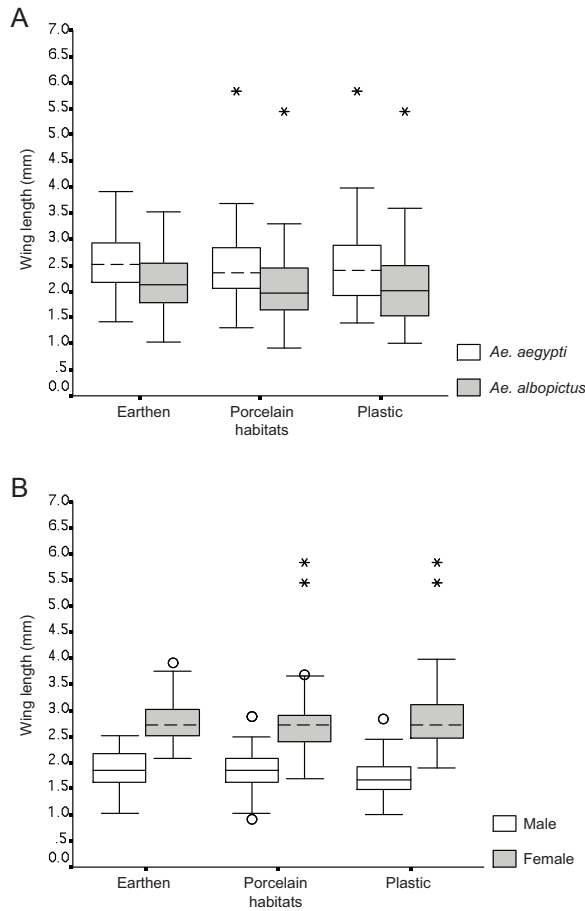 A
7.0
6.5
6.0
5.5
5.0
4.5
4.0
3.5
3.0
2.5
2.0
1.5
1.0
.5
0.0
Wing length (mm)
Earthen
Porcelain
habitats
Plastic
Ae. aegypti
Ae. albopictus
B
7.0
6.5
6.0
5.5
5.0
4.5
4.0
3.5
3.0
2.5
2.0
1.5
1.0
.5
0.0
Wing length (mm)
Earthen
Porcelain
habitats
Plastic
Male
Female